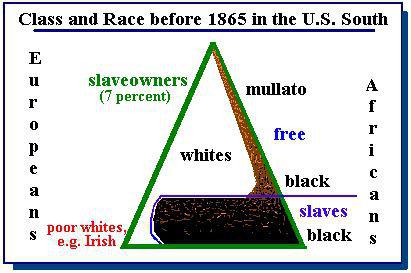 Class and Race before 1865 in the U.S. South
Europeans
slaveowners
(7 percent)
mullato
Africans
free
whites
black
slaves
poor whites,
e.g. Irish
black